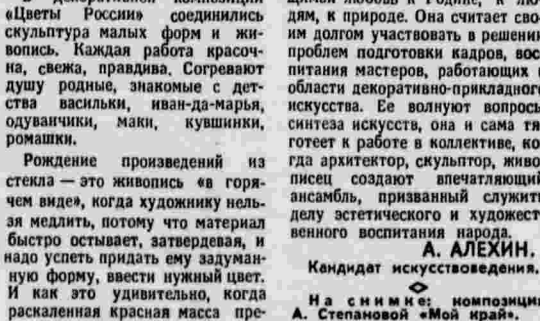 «Цветы России» соединились
скульптура малых форм и жи-
вопись. Каждая работа красоч-
на, свежа, правдива. Согревают
душу родные, знакомые с дет-
ства васильки, иван-да-марья,
одуванчики, маки, кувшинки,
ромашки.
Рождение произведений из
стекла — это живопись «в горя-
чем виде», когда художнику нель-
зя медлить, потому что материал
быстро остывает, затвердевая, и
надо успеть придать ему задуман-
ную форму, ввести нужный цвет.
И как это удивительно, когда
раскаленная красная масса пре-
дям, к природе. Она считает сво-
им долгом участвовать в решении
проблем подготовки кадров, вос-
питания мастеров, работающих
области декоративно-прикладного
искусства. Ее волнуют вопросы
синтеза искусств, она и сама тя-
готеет к работе в коллективе, ко-
гда архитектор, скульптор, живо-
писец создают впечатляющий
ансамбль, призванный служить
делу эстетического и художест-
венного воспитания народа.
А. АЛЕХИН.
Кандидат искусствоведения.
На снимке: композиция
А. Степановой «Мой край».